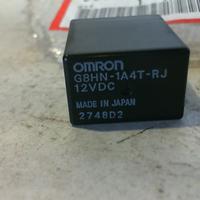 OMRON
G8HN-1A4T-RJ
12VDC
MADE IN JAPAN
2748D2